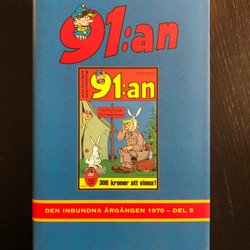 91:an
91:an
300 kronor att vinna!
DEN INBUNDNA ÅRGÅNGEN 1970 – DEL 5